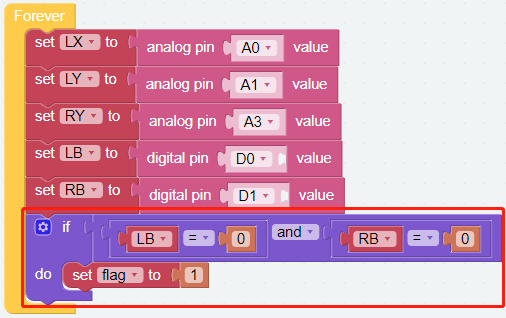 Forever
set LX to analog pin A0 value
set LY to analog pin A1 value
set RY to analog pin A3 value
set LB to digital pin D0 value
set RB to digital pin D1 value
if LB = 0 and RB = 0
do set flag to 1